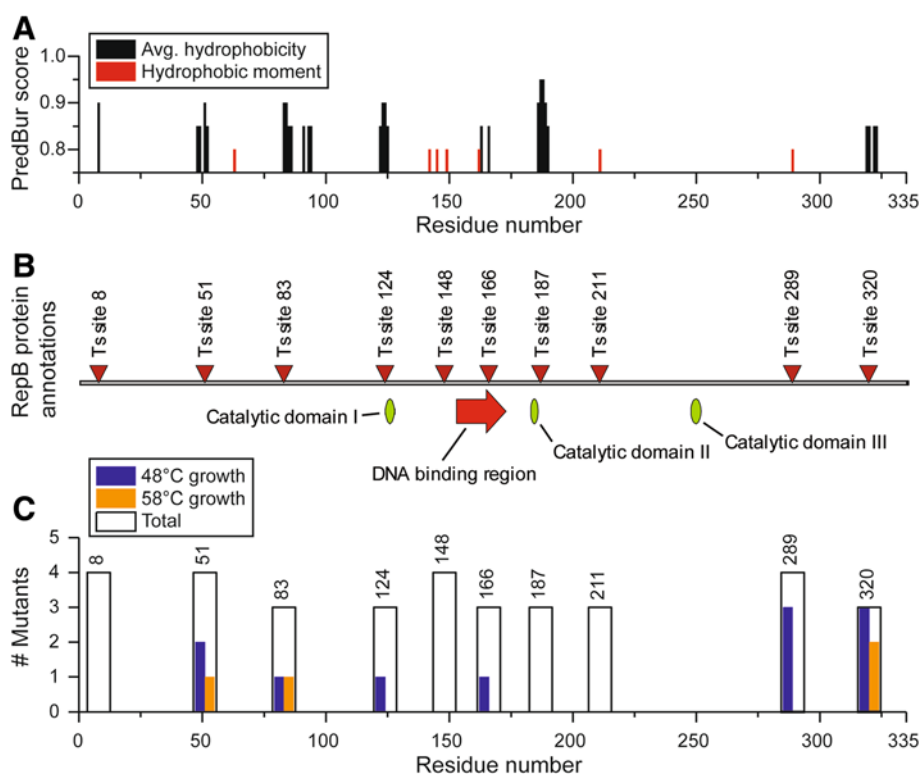 A
Avg. hydrophobicity
Hydrophobic moment
PredBur score
1.0
0.9
0.8
0 50 100 150 200 250 300 335
Residue number
B
RepB protein
annotations
Ts site 8
Ts site 51
Ts site 83
Ts site 124
Ts site 148
Ts site 166
Ts site 187
Ts site 211
Ts site 289
Ts site 320
Catalytic domain I
DNA binding region
Catalytic domain II
Catalytic domain III
C
48°C growth
58°C growth
Total
# Mutants
5
4
3
2
1
0
8 51 83 124 148 166 187 211 289 320
0 50 100 150 200 250 300 335
Residue number